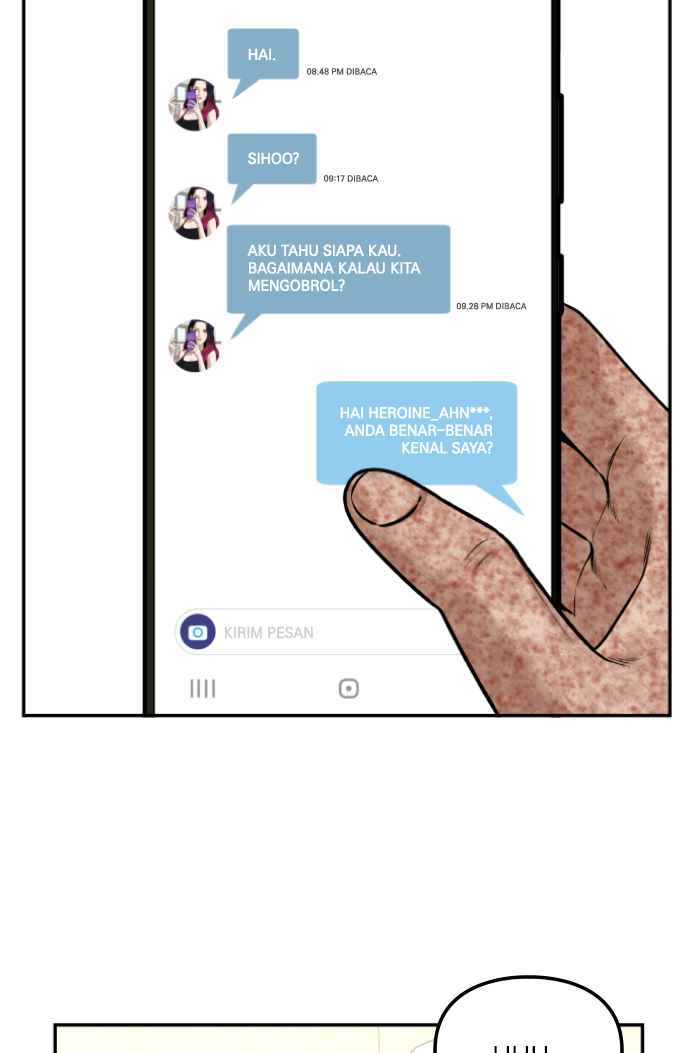 HAI.
08.48 PM DIBACA
SIHOO?
09:17 DIBACA
AKU TAHU SIAPA KAU.
BAGAIMANA KALAU KITA
MENGOBROL?
09.28 PM DIBACA
HAI HEROINE_AHN***,
ANDA BENAR-BENAR
KENAL SAYA?
KIRIM PESAN